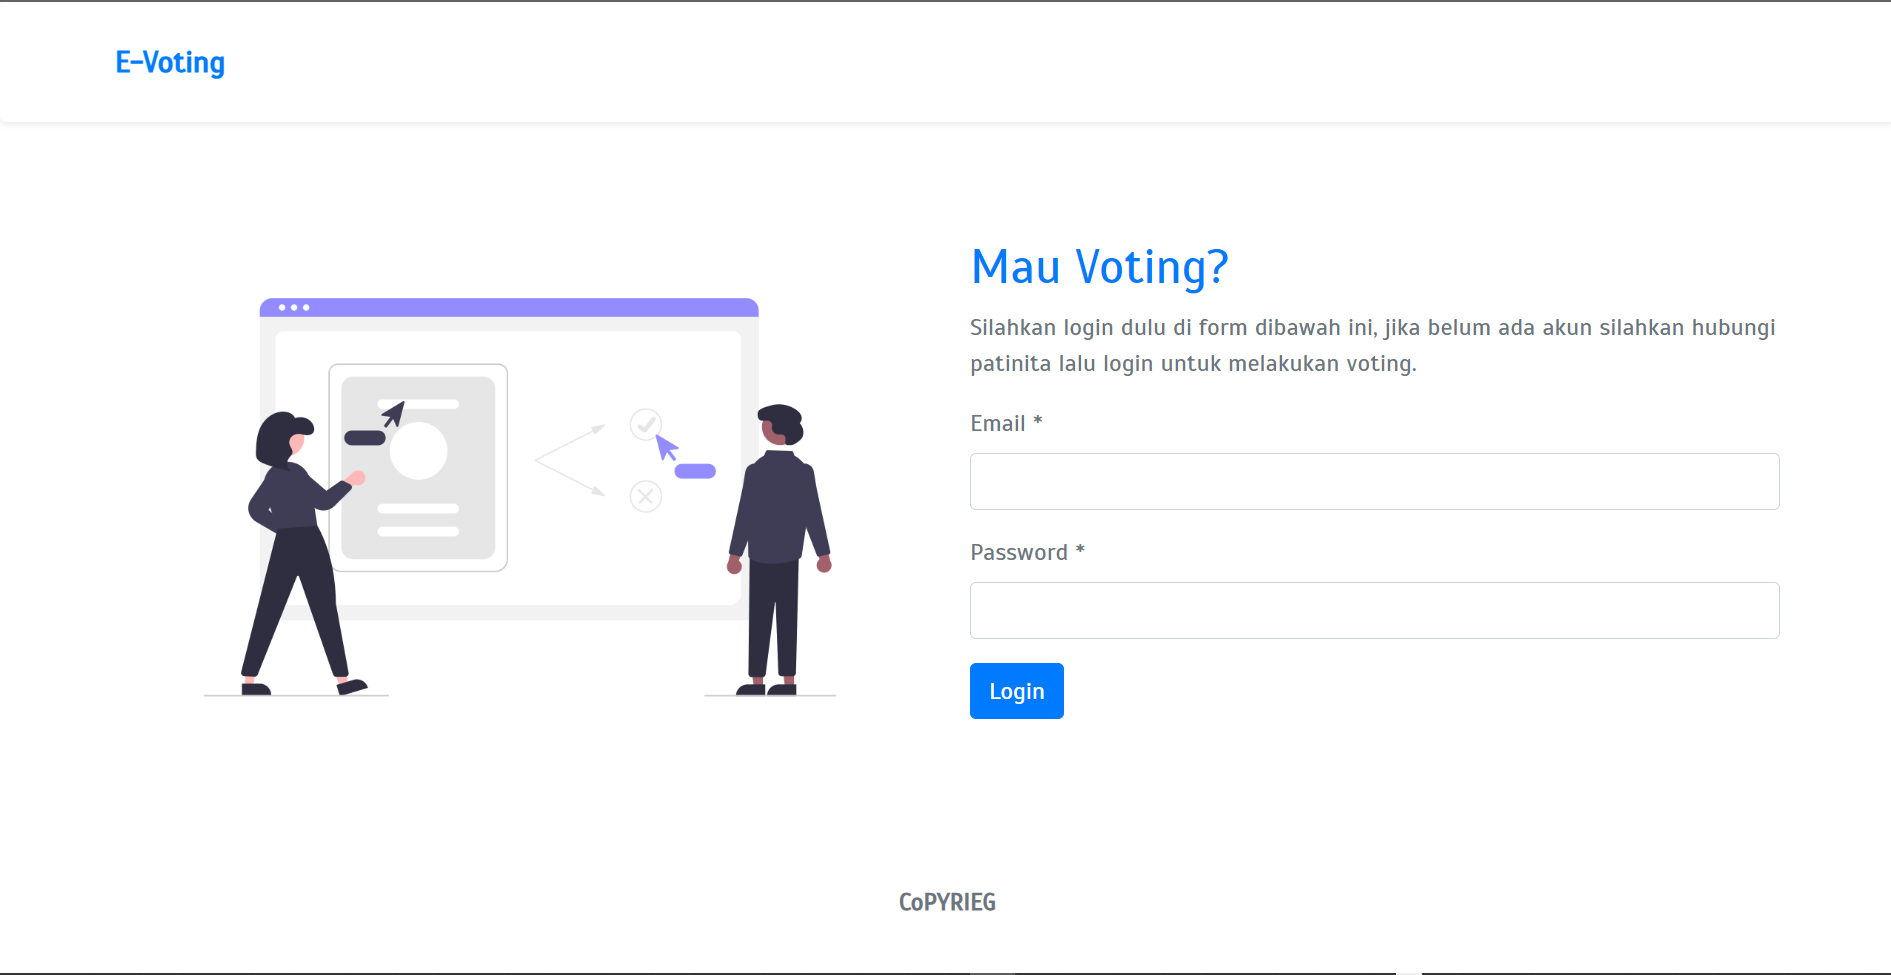 E-Voting
Mau Voting?
Silahkan login dulu di form dibawah ini, jika belum ada akun silahkan hubungi
patinita lalu login untuk melakukan voting.
Email *
Password *
Login
CoPYRIEG